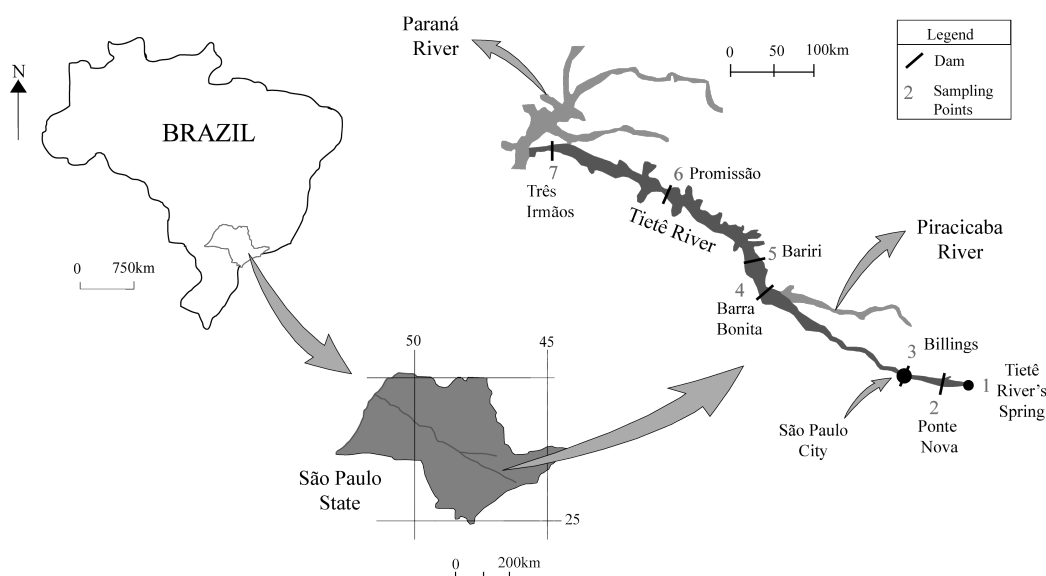 N
BRAZIL
0 750km
Paraná
River
0 50 100km
Legend
Dam
2 Sampling
Points
7
Três
Irmãos
6 Promissão
Tietê River
5 Bariri
4
Barra
Bonita
Piracicaba
River
3 Billings
1 Tietê
River's
Spring
2
Ponte
Nova
São Paulo
City
50 45
São Paulo
State
25
0 200km